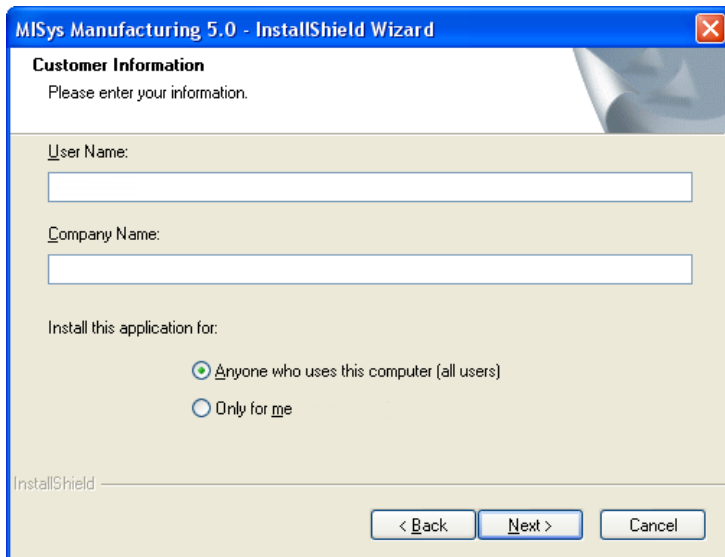 MISys Manufacturing 5.0 - InstallShield Wizard
Customer Information
Please enter your information.
User Name:
Company Name:
Install this application for:
Anyone who uses this computer (all users)
Only for me
InstallShield
< Back Next > Cancel